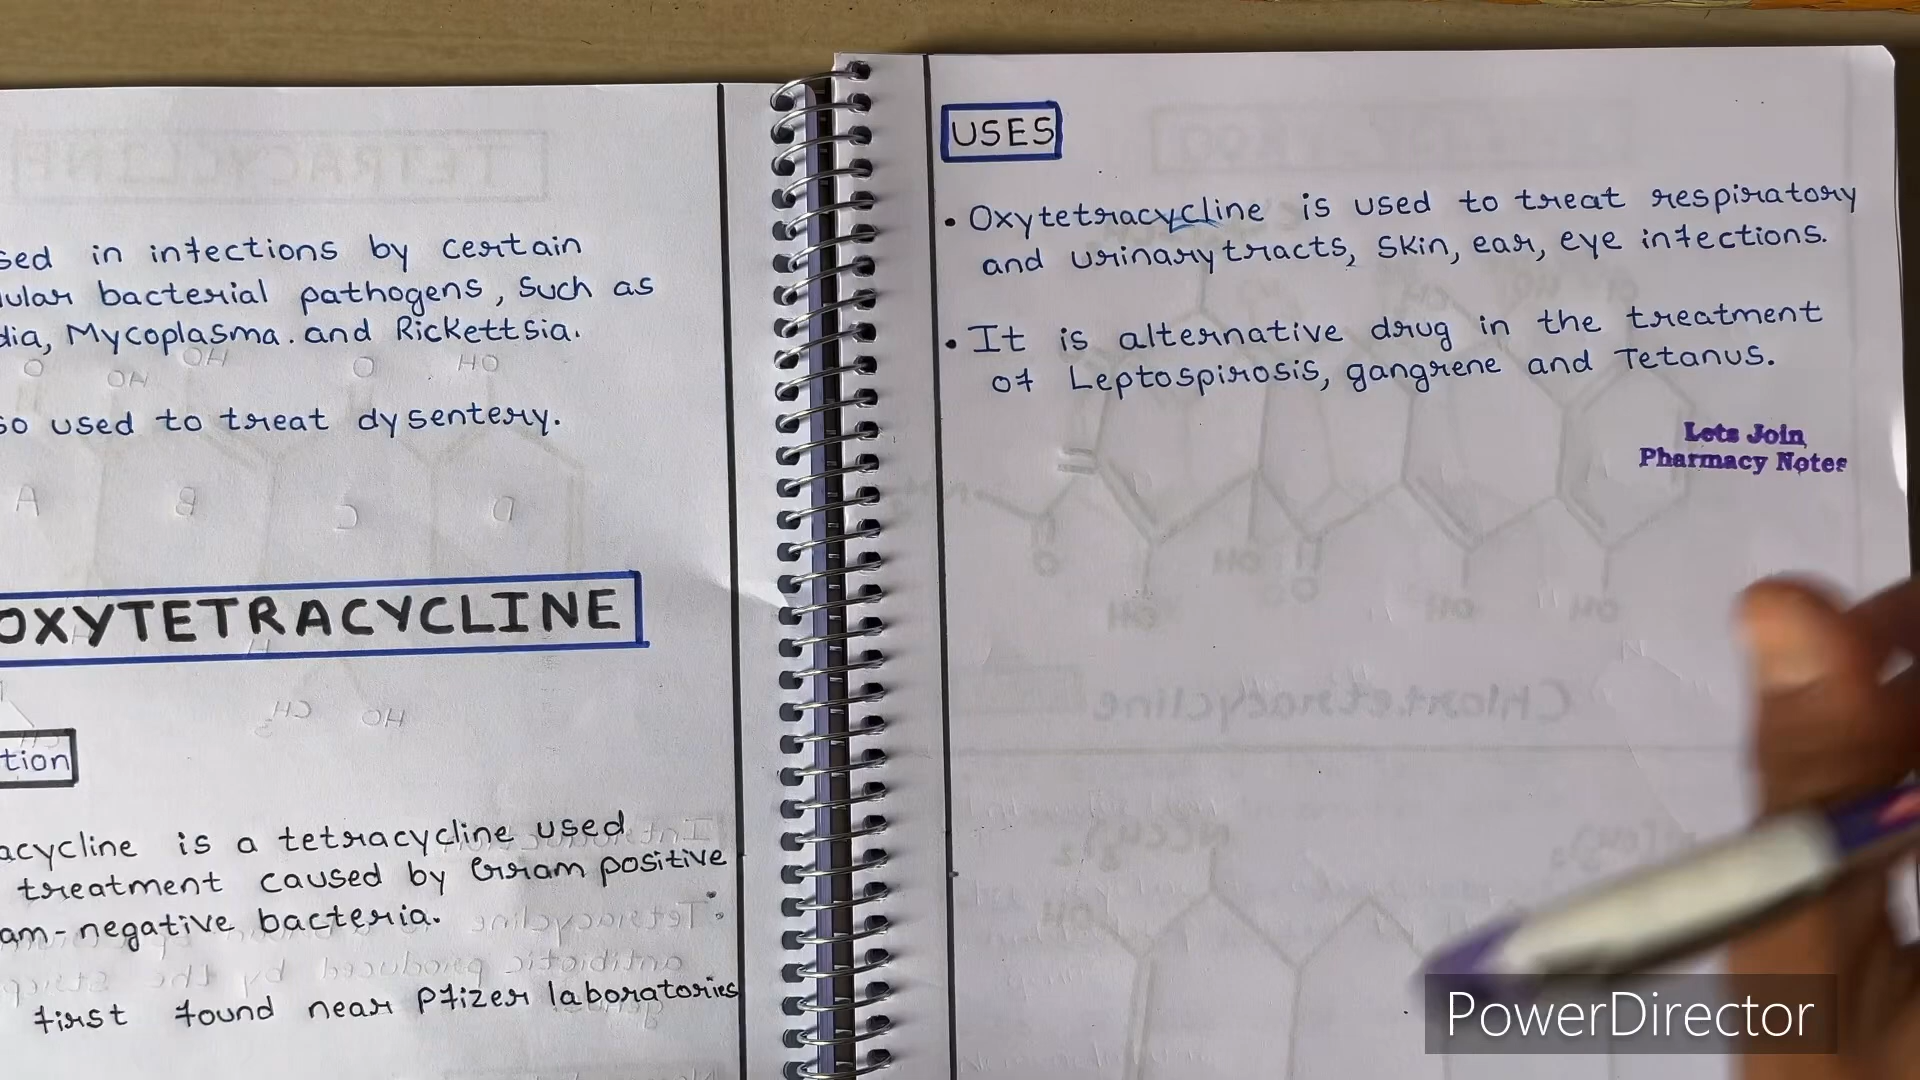 sed in infections by certain
ular bacterial pathogens, such as
dia, Mycoplasma. and Rickettsia.
so used to treat dysentery.
OXYTETRACYCLINE
tion
acycline is a tetracycline used
treatment caused by Gram positive
am-negative bacteria.
first found near Pfizer laboratories
USES
• Oxytetracycline is used to treat respiratory
and urinary tracts, skin, ear, eye infections.
• It is alternative drug in the treatment
of Leptospirosis, gangrene and Tetanus.
Lets Join
Pharmacy Notes
PowerDirector